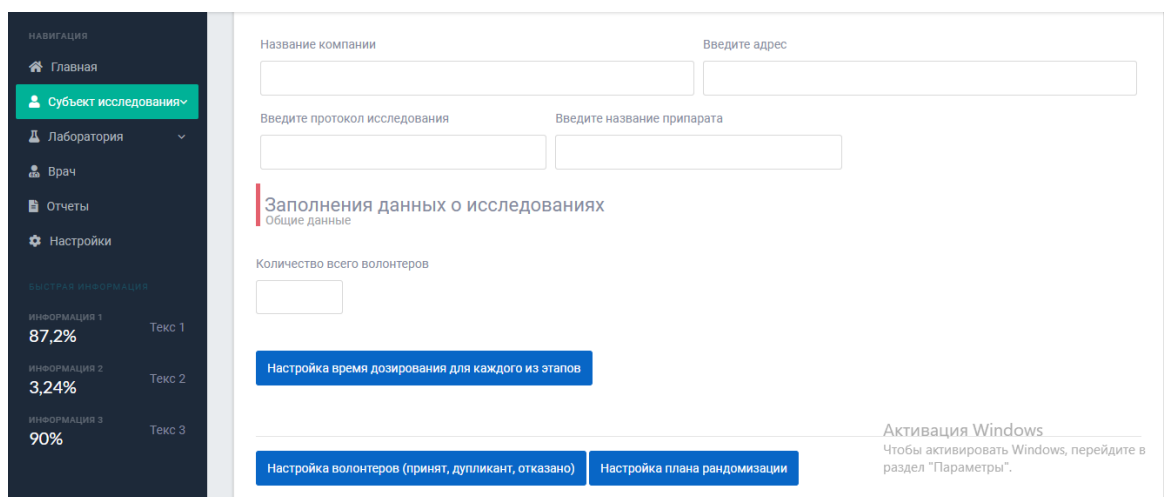 НАВИГАЦИЯ
Главная
Субъект исследования
Лаборатория
Врач
Отчеты
Настройки
БЫСТРАЯ ИНФОРМАЦИЯ
ИНФОРМАЦИЯ 1
87,2%
Текс 1
ИНФОРМАЦИЯ 2
3,24%
Текс 2
ИНФОРМАЦИЯ 3
90%
Текс 3
Название компании
Введите адрес
Введите протокол исследования
Введите название припарата
Заполнения данных о исследованиях
Общие данные
Количество всего волонтеров
Настройка время дозирования для каждого из этапов
Настройка волонтеров (принят, дупликант, отказано)
Настройка плана рандомизации
Активация Windows
Чтобы активировать Windows, перейдите в
раздел "Параметры".